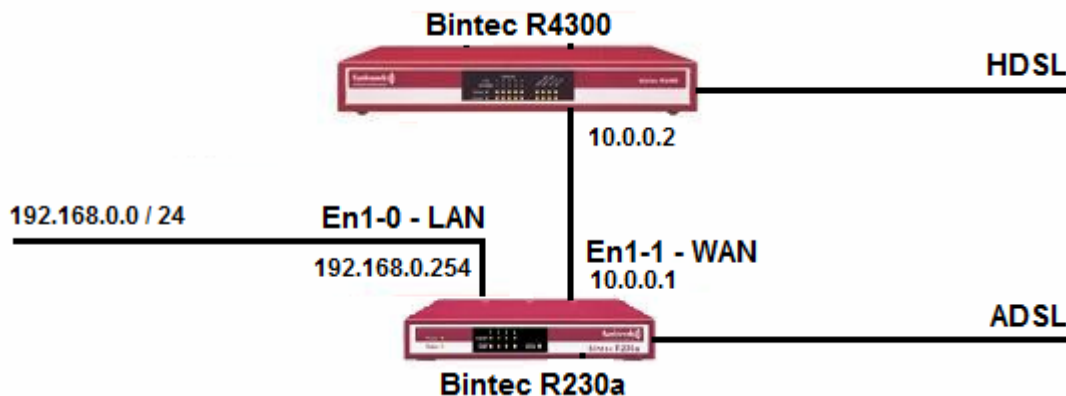 Bintec R4300
HDSL
10.0.0.2
192.168.0.0 / 24
En1-0 - LAN
192.168.0.254
En1-1 - WAN
10.0.0.1
ADSL
Bintec R230a